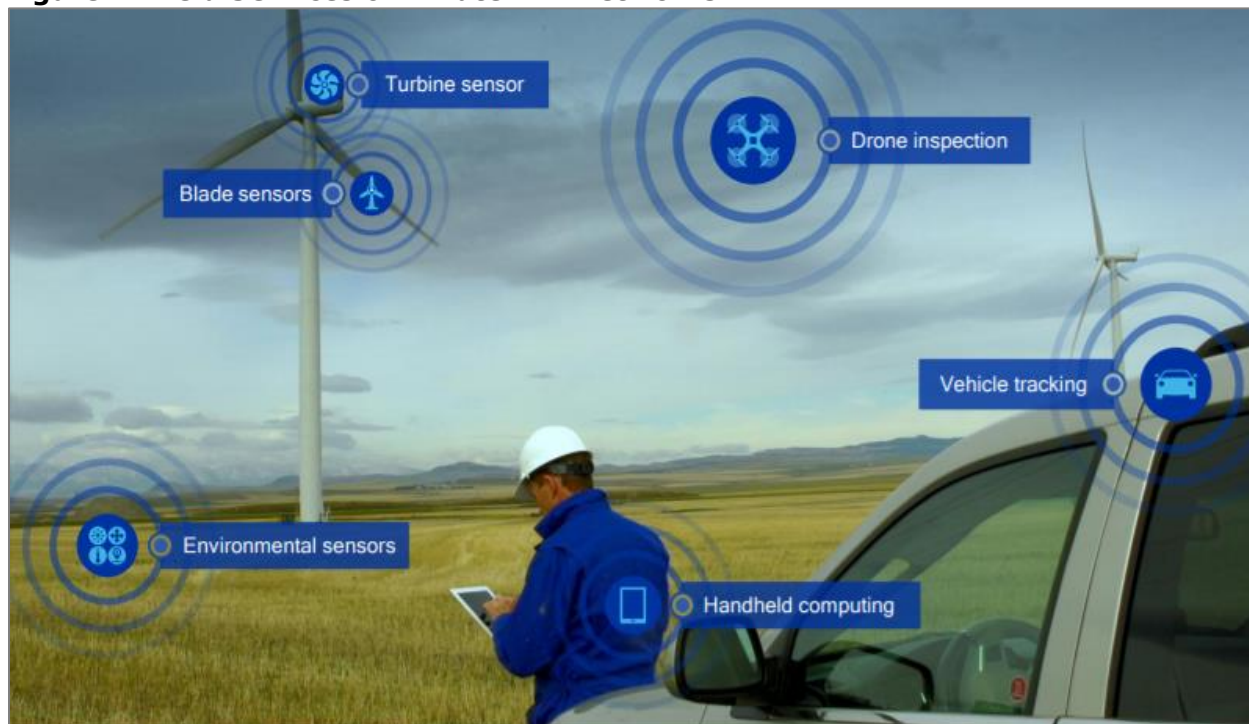 Turbine sensor
Drone inspection
Blade sensors
Vehicle tracking
Environmental sensors
Handheld computing